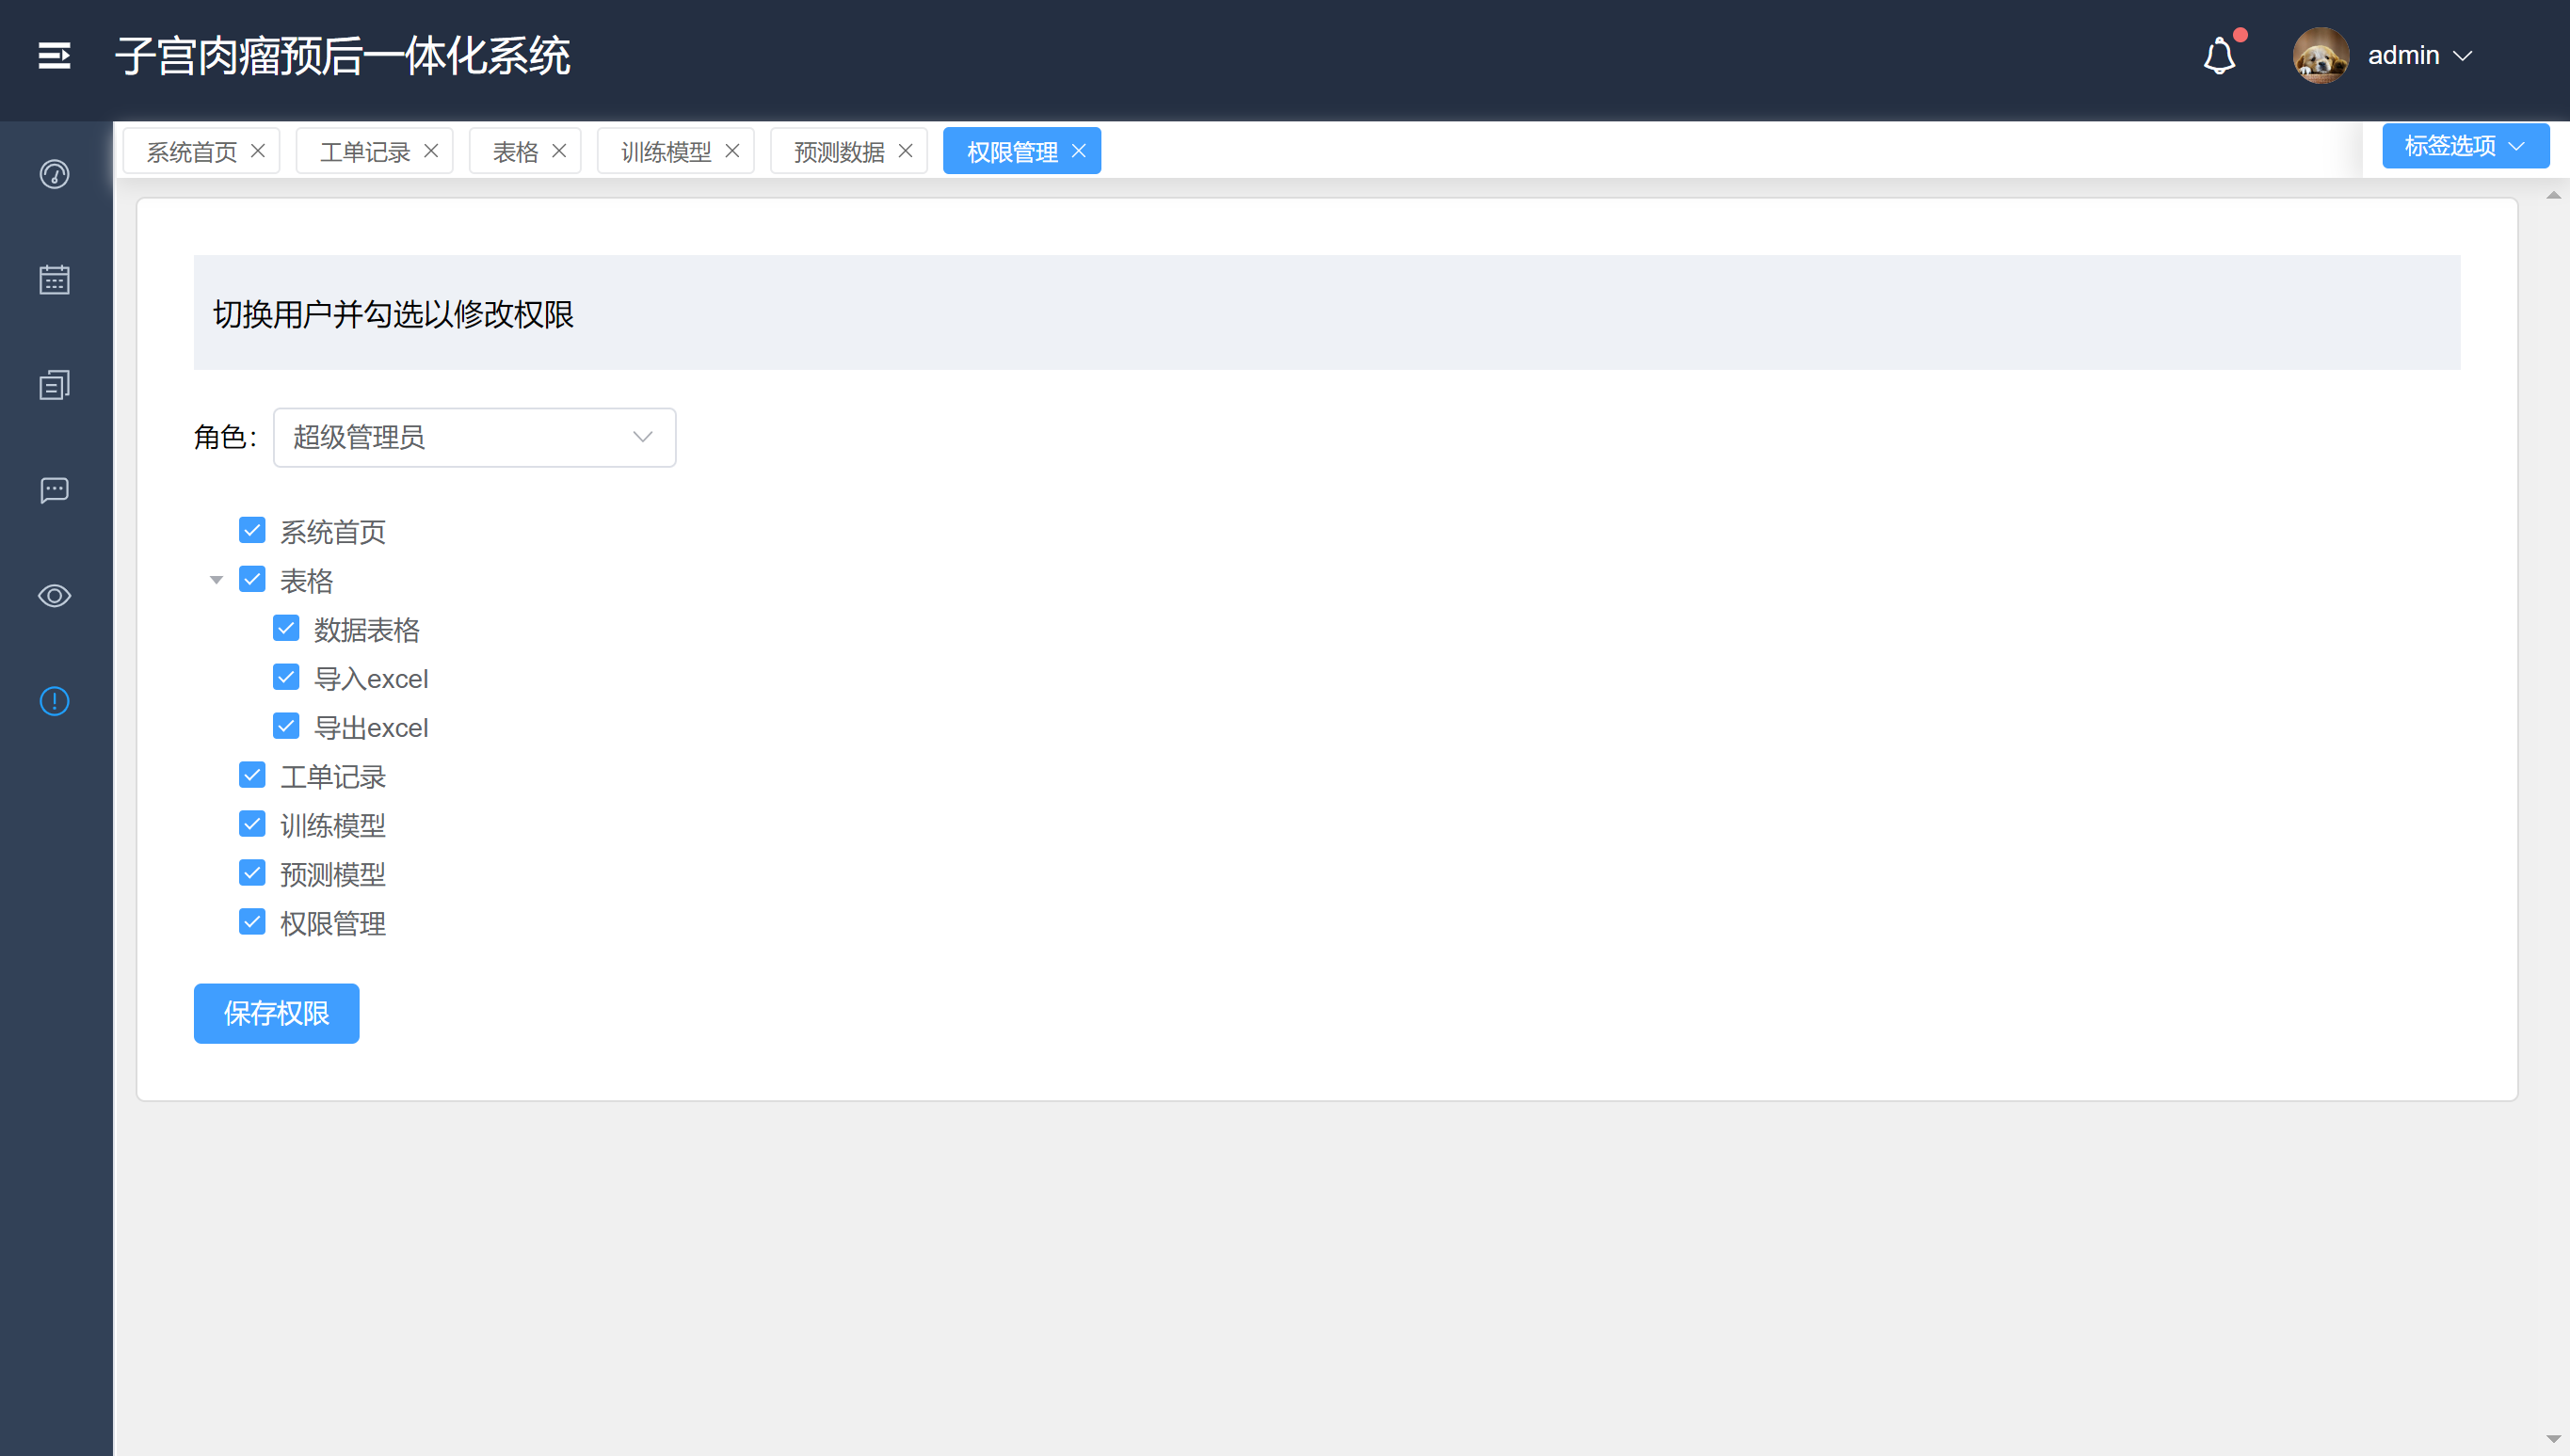 子宫肉瘤预后一体化系统
admin
系统首页
工单记录
表格
训练模型
预测数据
权限管理
标签选项
切换用户并勾选以修改权限
角色：
超级管理员
系统首页
表格
数据表格
导入excel
导出excel
工单记录
训练模型
预测模型
权限管理
保存权限